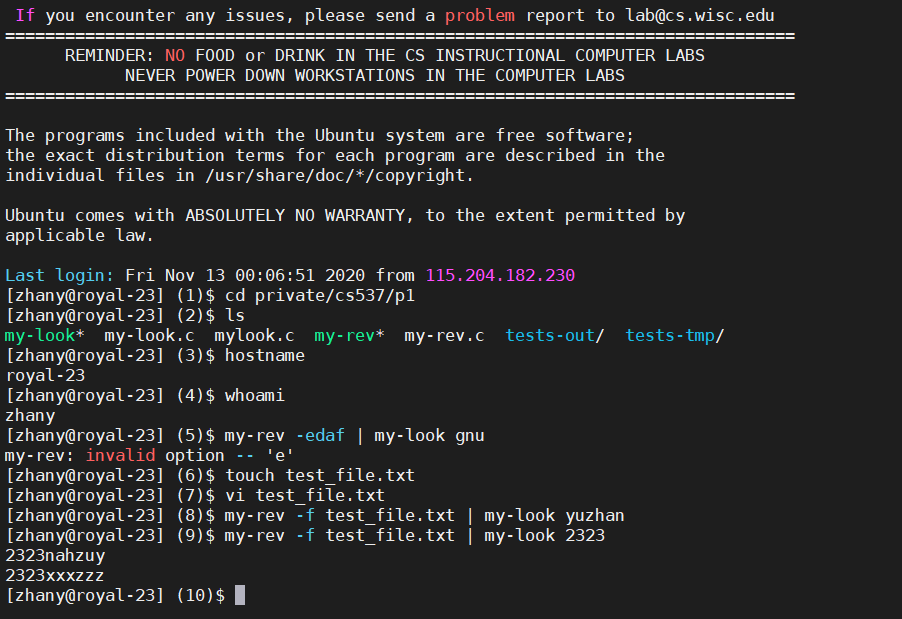 If you encounter any issues, please send a problem report to lab@cs.wisc.edu
===============================================================================
REMINDER: NO FOOD or DRINK IN THE CS INSTRUCTIONAL COMPUTER LABS
NEVER POWER DOWN WORKSTATIONS IN THE COMPUTER LABS
===============================================================================
The programs included with the Ubuntu system are free software;
the exact distribution terms for each program are described in the
individual files in /usr/share/doc/*/copyright.
Ubuntu comes with ABSOLUTELY NO WARRANTY, to the extent permitted by
applicable law.
Last login: Fri Nov 13 00:06:51 2020 from 115.204.182.230
[zhany@royal-23] (1)$ cd private/cs537/p1
[zhany@royal-23] (2)$ ls
my-look*  my-look.c  mylook.c  my-rev*  my-rev.c  tests-out/  tests-tmp/
[zhany@royal-23] (3)$ hostname
royal-23
[zhany@royal-23] (4)$ whoami
zhany
[zhany@royal-23] (5)$ my-rev -edaf | my-look gnu
my-rev: invalid option -- 'e'
[zhany@royal-23] (6)$ touch test_file.txt
[zhany@royal-23] (7)$ vi test_file.txt
[zhany@royal-23] (8)$ my-rev -f test_file.txt | my-look yuzhan
[zhany@royal-23] (9)$ my-rev -f test_file.txt | my-look 2323
2323nahzuy
2323xxxzzz
[zhany@royal-23] (10)$